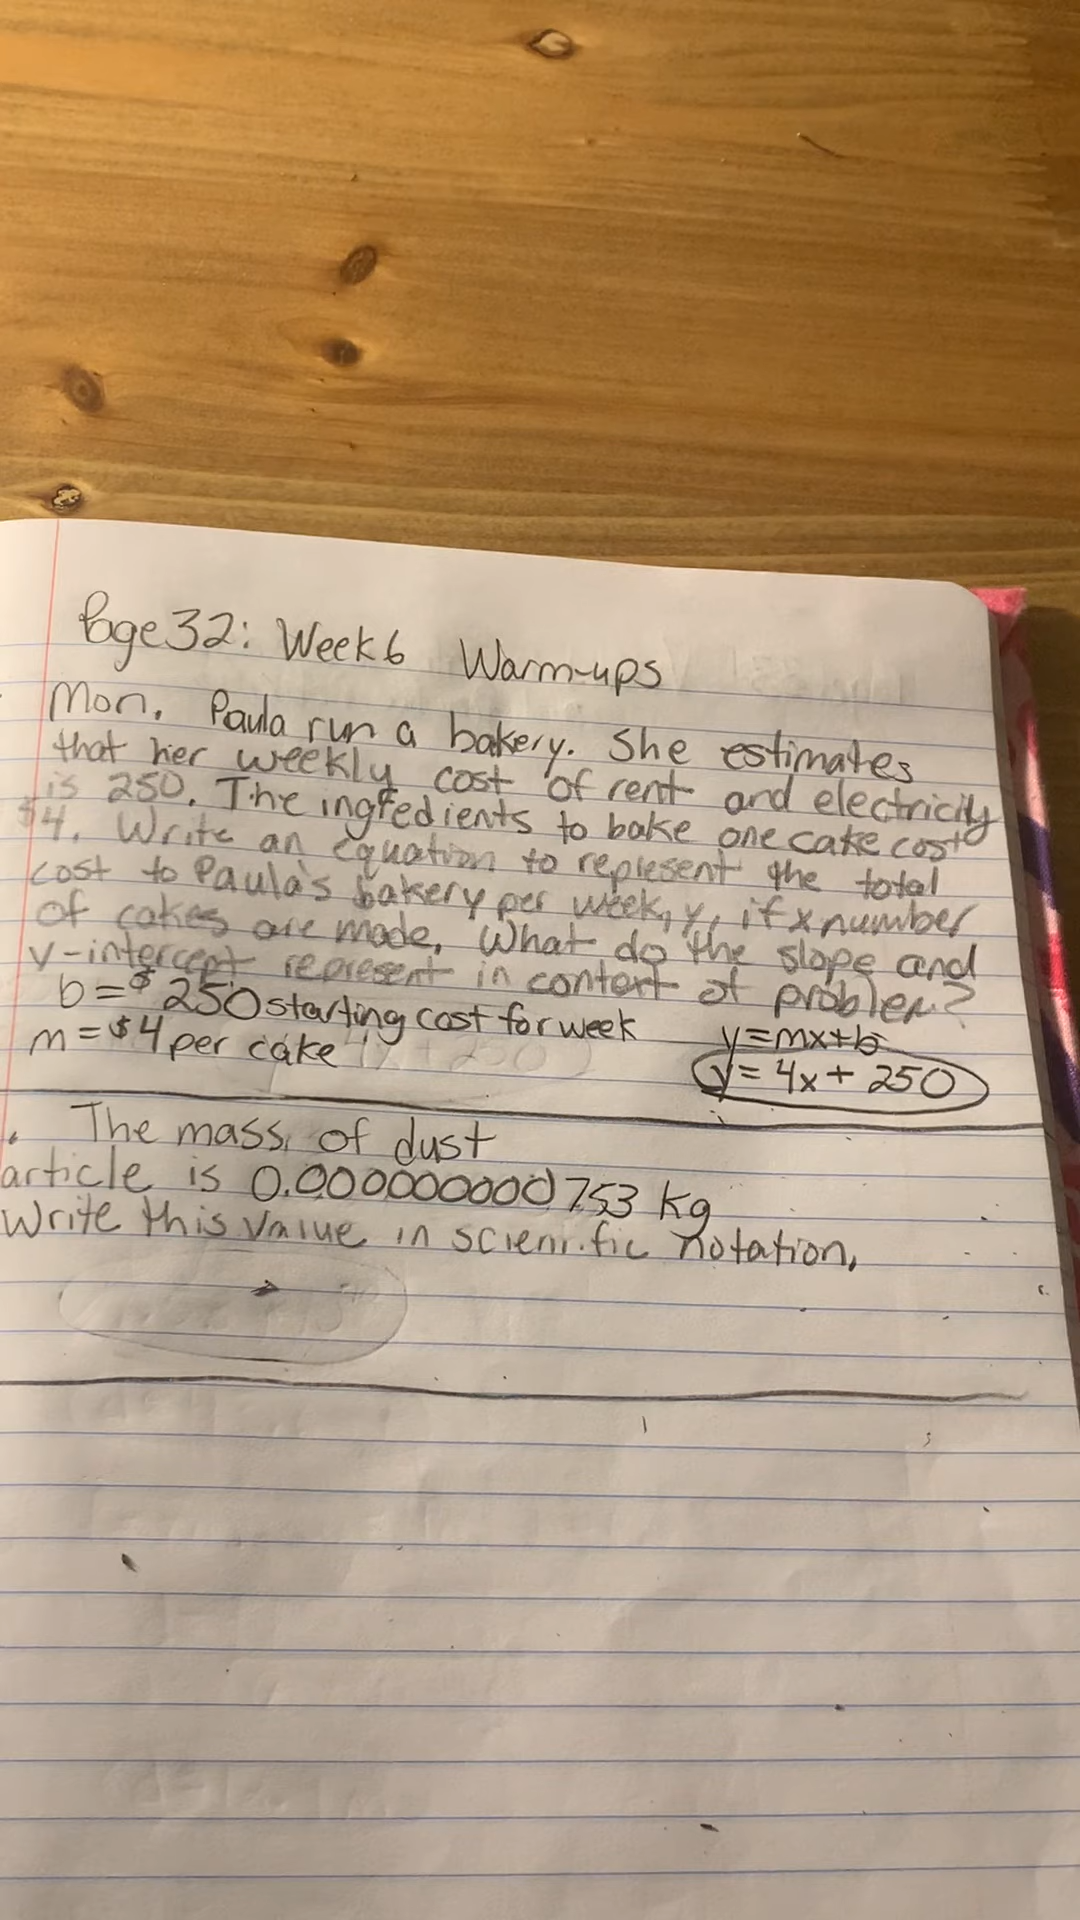 Page 32: Week 6 Warm-ups
Mon. Paula run a bakery. She estimates
that her weekly cost of rent and electricity
is 250. The ingredients to bake one cake cost
$4. Write an equation to represent the total
cost to Paula's bakery per week, y, if x number
of cakes are made. What do the slope and
y-intercept represent in context of problem?
b = $250 starting cost for week
m = $4 per cake
y = mx + b
y = 4x + 250
The mass of dust
article is 0.000000000753 kg
Write this value in scientific notation.